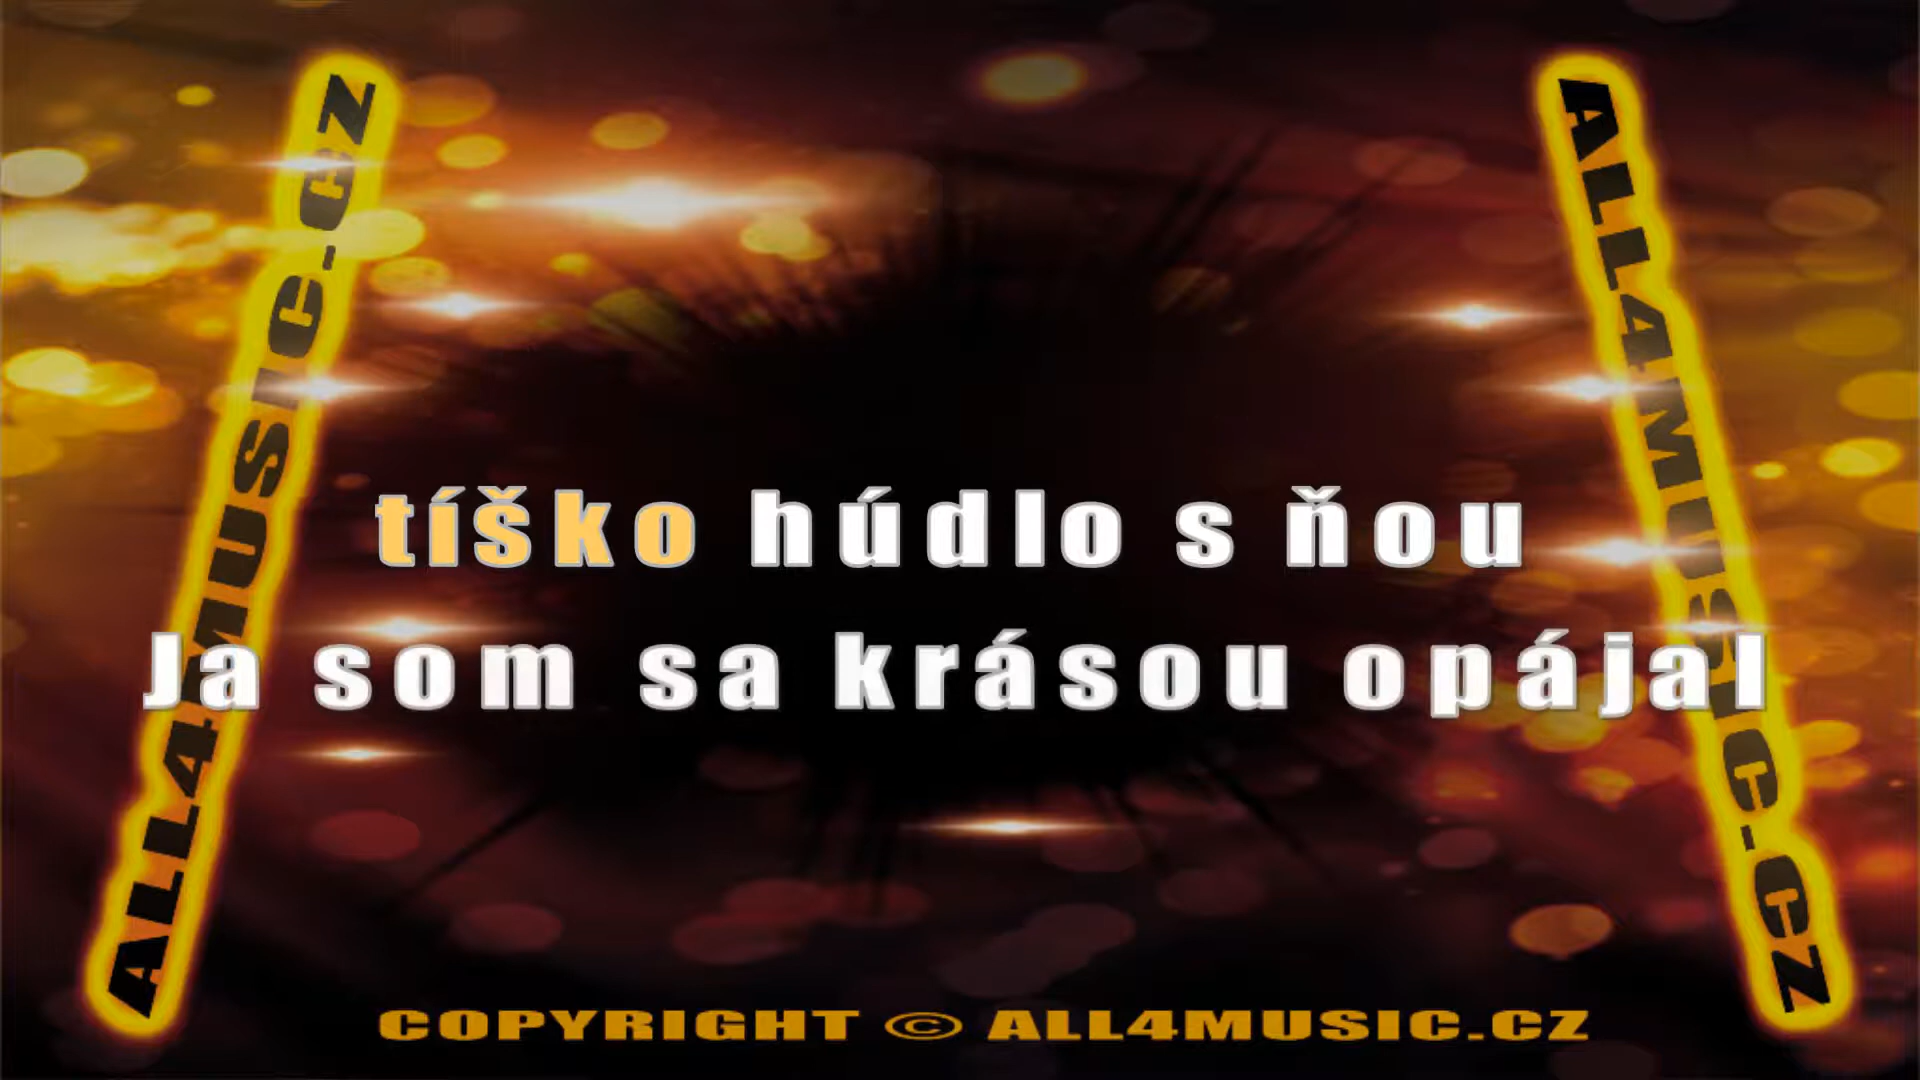 ALL4MUSIC-CZ
ALL4MUSIC-CZ
tíško húdlo s ňou
Ja som sa krásou opájal
COPYRIGHT © ALL4MUSIC.CZ